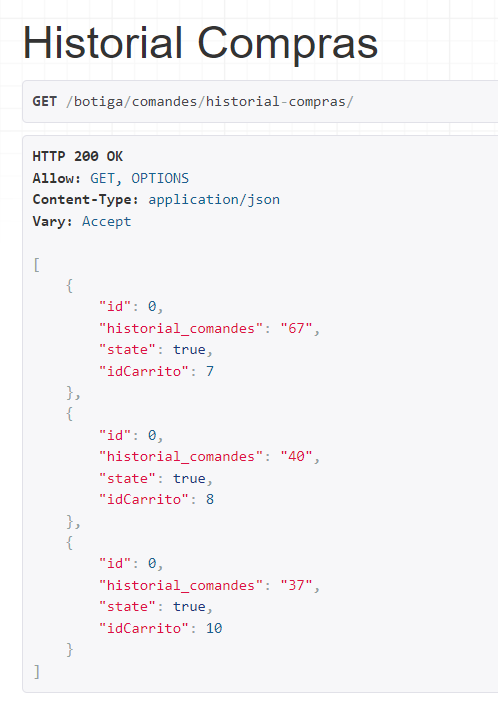 Historial Compras
GET /botiga/comandes/historial-compras/
HTTP 200 OK
Allow: GET, OPTIONS
Content-Type: application/json
Vary: Accept
[
    {
        "id": 0,
        "historial_comandes": "67",
        "state": true,
        "idCarrito": 7
    },
    {
        "id": 0,
        "historial_comandes": "40",
        "state": true,
        "idCarrito": 8
    },
    {
        "id": 0,
        "historial_comandes": "37",
        "state": true,
        "idCarrito": 10
    }
]